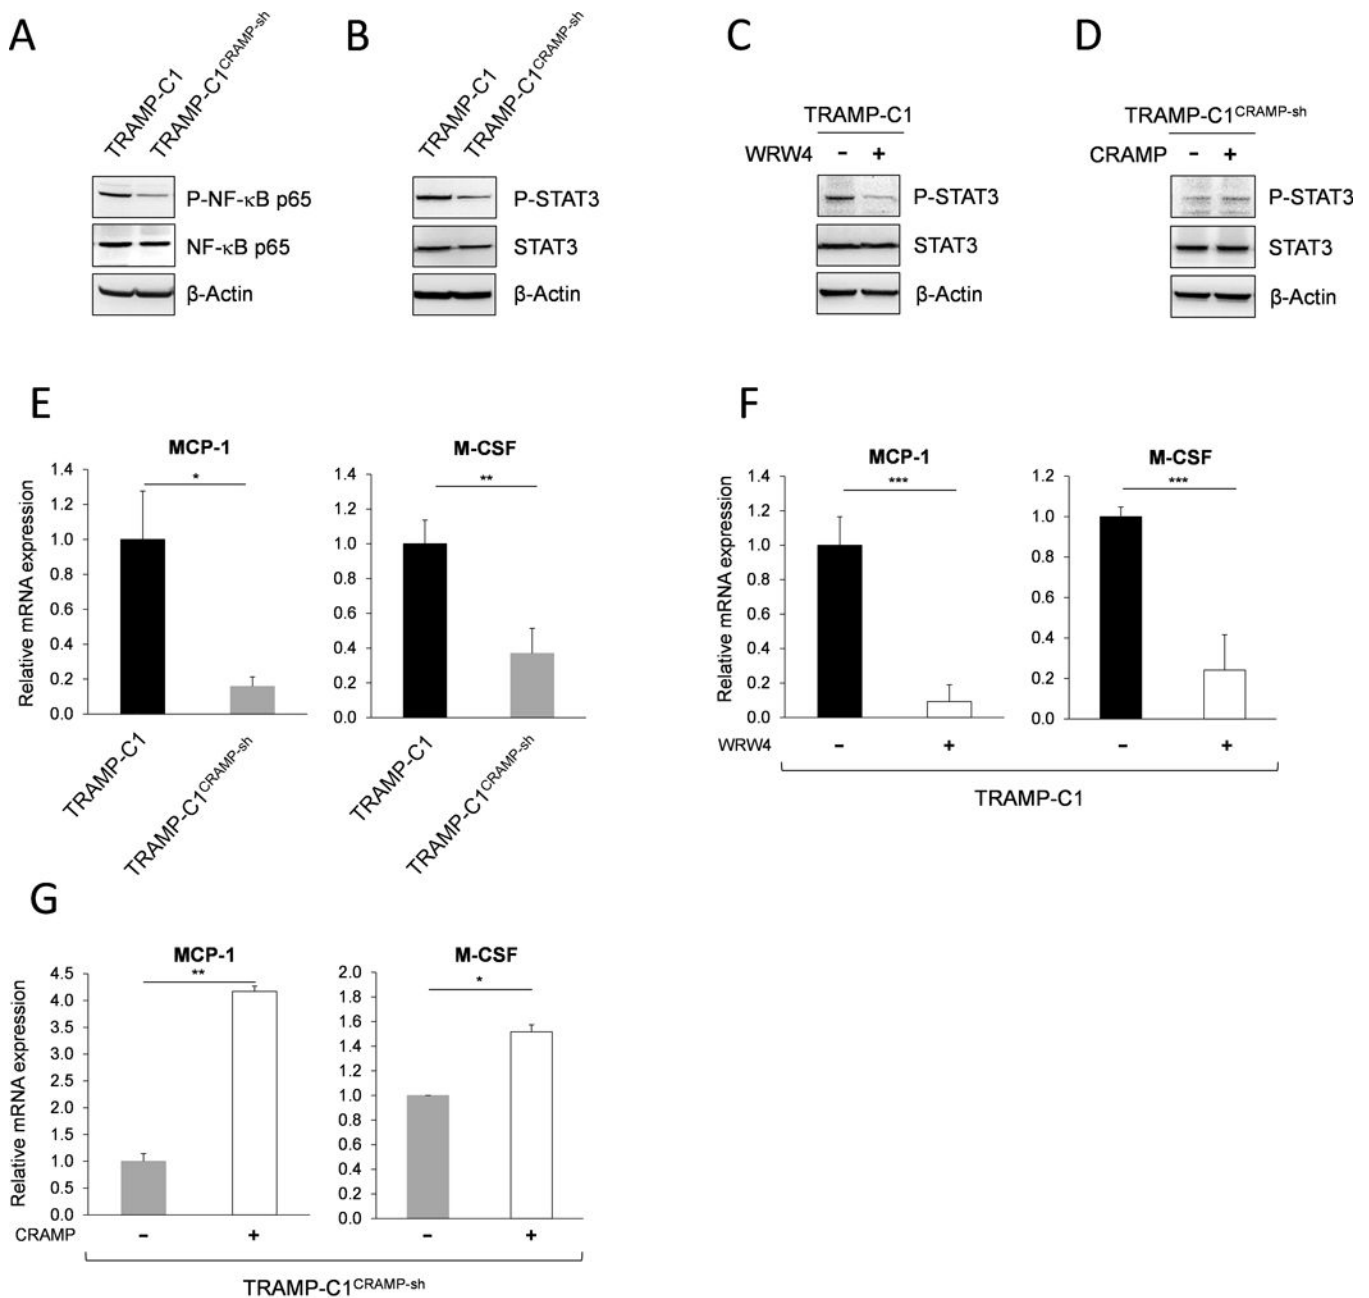 A
TRAMP-C1
TRAMP-C1CRAMP-sh
P-NF-κB p65
NF-κB p65
β-Actin
B
TRAMP-C1
TRAMP-C1CRAMP-sh
P-STAT3
STAT3
β-Actin
C
TRAMP-C1
WRW4 - +
P-STAT3
STAT3
β-Actin
D
TRAMP-C1CRAMP-sh
CRAMP - +
P-STAT3
STAT3
β-Actin
E
MCP-1
Relative mRNA expression
1.4
1.2
1.0
0.8
0.6
0.4
0.2
0.0
*
TRAMP-C1
TRAMP-C1CRAMP-sh
M-CSF
1.4
1.2
1.0
0.8
0.6
0.4
0.2
0.0
**
TRAMP-C1
TRAMP-C1CRAMP-sh
F
MCP-1
Relative mRNA expression
1.4
1.2
1.0
0.8
0.6
0.4
0.2
0.0
***
WRW4 - +
M-CSF
1.2
1.0
0.8
0.6
0.4
0.2
0.0
***
- +
TRAMP-C1
G
MCP-1
Relative mRNA expression
4.5
4.0
3.5
3.0
2.5
2.0
1.5
1.0
0.5
0.0
**
CRAMP - +
M-CSF
2.0
1.8
1.6
1.4
1.2
1.0
0.8
0.6
0.4
0.2
0.0
*
- +
TRAMP-C1CRAMP-sh